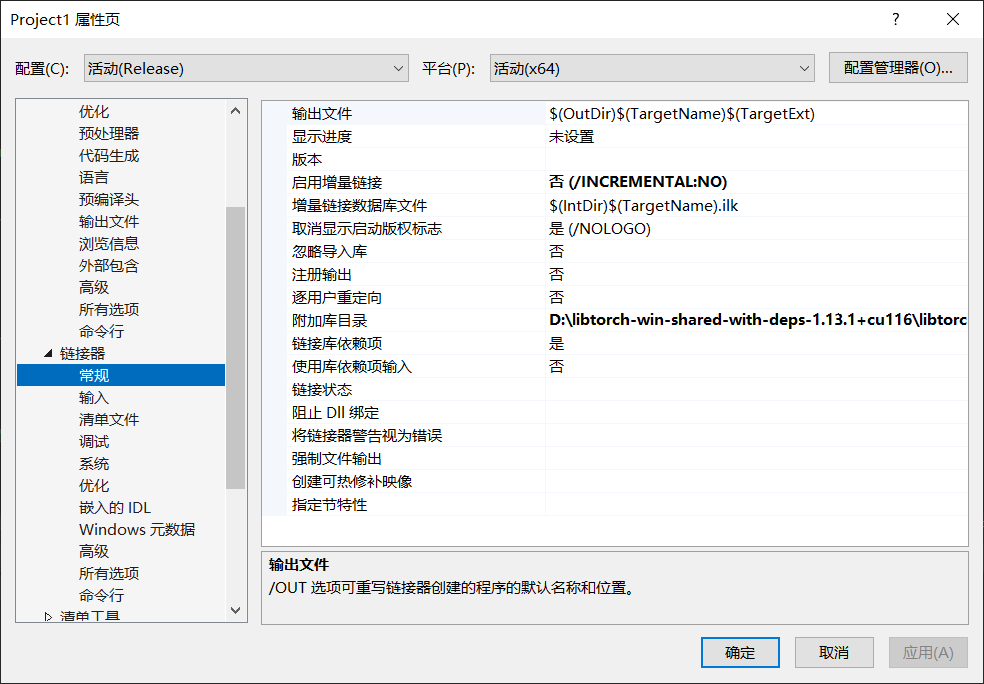 Project1 属性页
?
配置(C):
活动(Release)
平台(P):
活动(x64)
配置管理器(O)...
优化
预处理器
代码生成
语言
预编译头
输出文件
浏览信息
外部包含
高级
所有选项
命令行
链接器
常规
输入
清单文件
调试
系统
优化
嵌入的 IDL
Windows 元数据
高级
所有选项
命令行
清单工具
输出文件 $(OutDir)$(TargetName)$(TargetExt)
显示进度 未设置
版本
启用增量链接 否 (/INCREMENTAL:NO)
增量链接数据库文件 $(IntDir)$(TargetName).ilk
取消显示启动版权标志 是 (/NOLOGO)
忽略导入库 否
注册输出 否
逐用户重定向 否
附加库目录 D:\libtorch-win-shared-with-deps-1.13.1+cu116\libtorc
链接库依赖项 是
使用库依赖项输入 否
链接状态
阻止 Dll 绑定
将链接器警告视为错误
强制文件输出
创建可热修补映像
指定节特性
输出文件
/OUT 选项可重写链接器创建的程序的默认名称和位置。
确定
取消
应用(A)